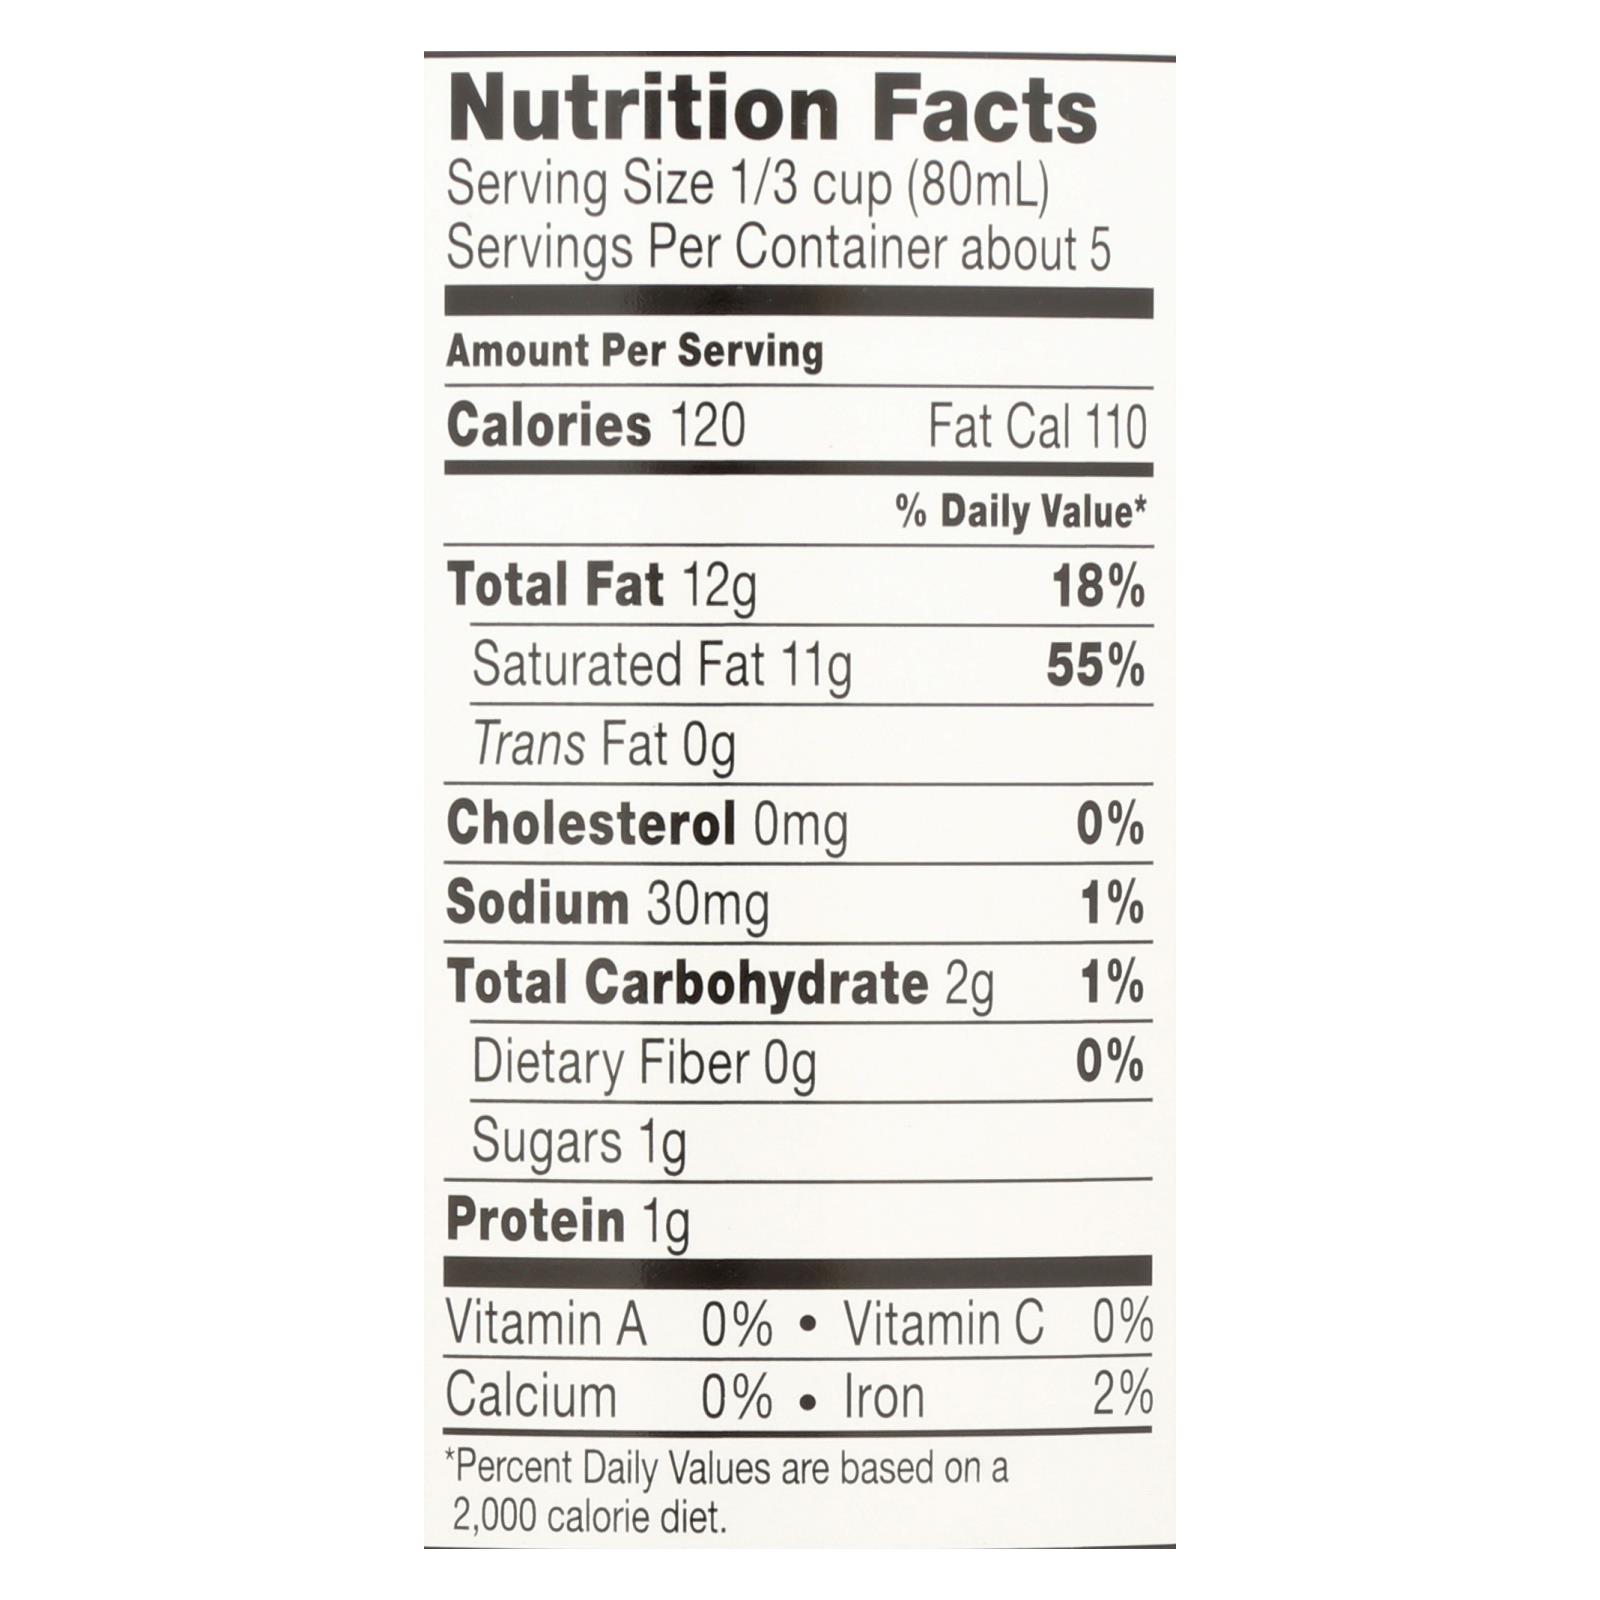 Nutrition Facts
Serving Size 1/3 cup (80mL)
Servings Per Container about 5
Amount Per Serving
Calories 120 Fat Cal 110
% Daily Value*
Total Fat 12g 18%
Saturated Fat 11g 55%
Trans Fat 0g
Cholesterol 0mg 0%
Sodium 30mg 1%
Total Carbohydrate 2g 1%
Dietary Fiber 0g 0%
Sugars 1g
Protein 1g
Vitamin A 0% • Vitamin C 0%
Calcium 0% • Iron 2%
*Percent Daily Values are based on a
2,000 calorie diet.